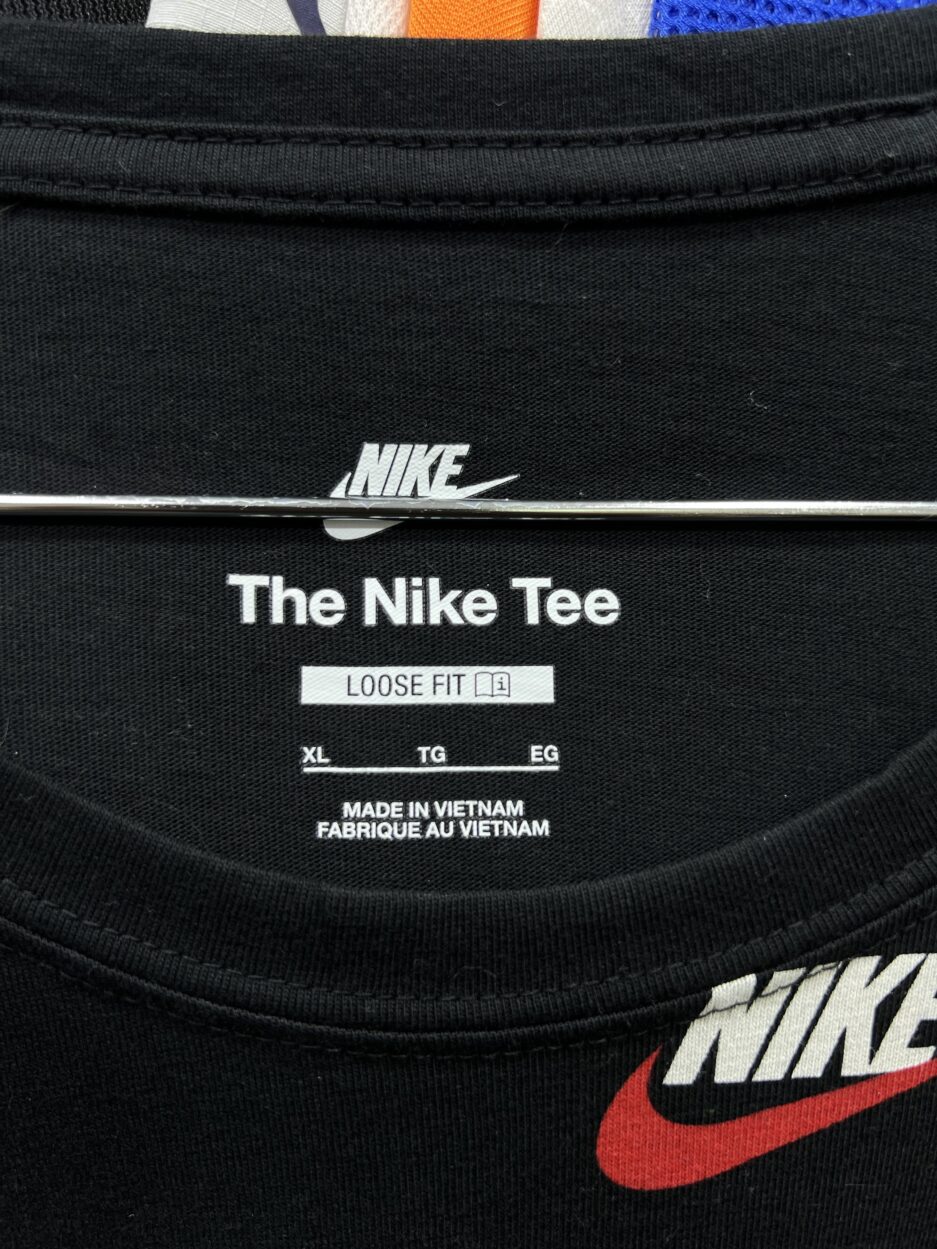 NIKE
The Nike Tee
LOOSE FIT
XL TG EG
MADE IN VIETNAM
FABRIQUE AU VIETNAM
NIKE